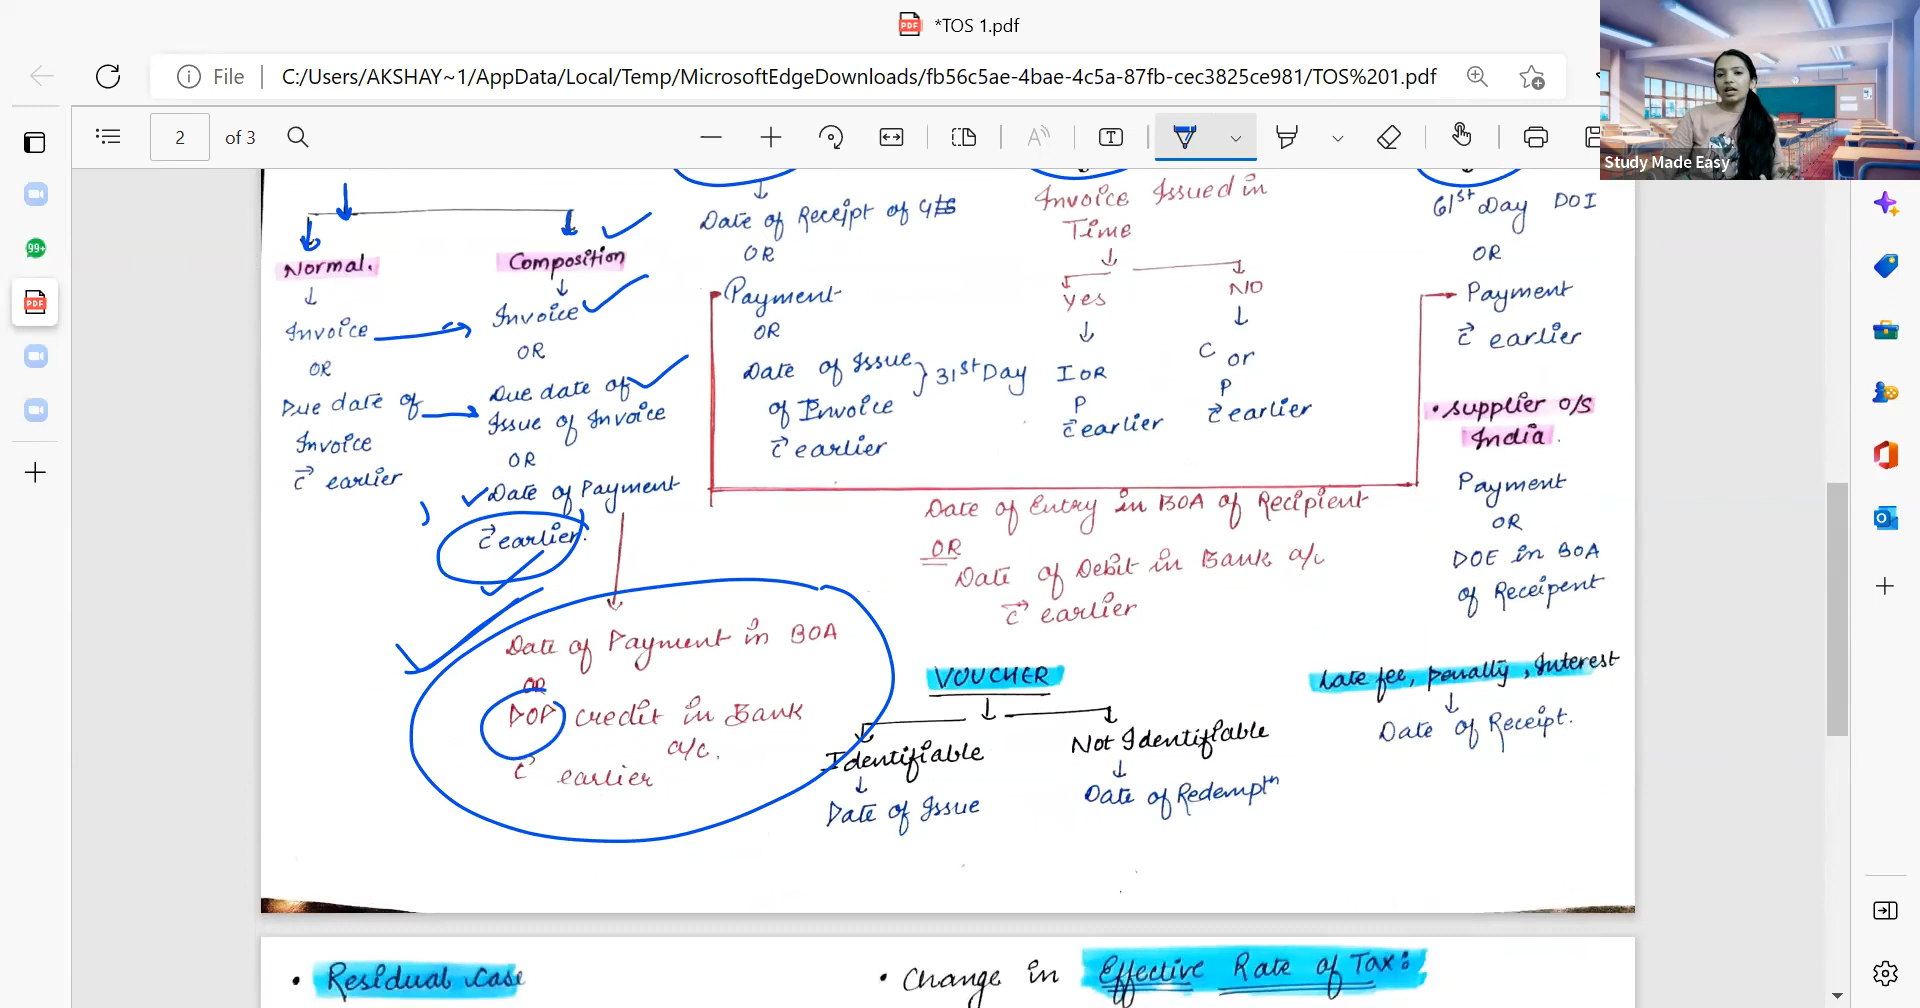 *TOS 1.pdf
File
C:/Users/AKSHAY~1/AppData/Local/Temp/MicrosoftEdgeDownloads/fb56c5ae-4bae-4c5a-87fb-cec3825ce981/TOS%201.pdf
2 of 3
Study Made Easy
99+
PDF
Normal.
↓
Invoice
OR
Due date of
Invoice
c̄ earlier
Composition
↓
Invoice
OR
Due date of
Issue of Invoice
OR
Date of Payment
c̄ earlier.
Date of Payment in BOA
OR
DOP credit in Bank
a/c.
c̄ earlier
Date of Receipt of
OR
Payment
OR
Date of Issue } 31st Day
of Invoice
c̄ earlier
Invoice Issued in
Time
Yes
↓
I OR
P
c̄ earlier
NO
↓
C or
P
c̄ earlier
61st Day DOI
OR
Payment
c̄ earlier
• Supplier o/s
India.
Payment
OR
DOE in BOA
of Receipent
Date of Entry in BOA of Recipient
OR
Date of Debit in Bank a/c
c̄ earlier
VOUCHER
Identifiable
↓
Date of Issue
Not Identifiable
↓
Date of Redemptn
Late fee, penalty, Interest
↓
Date of Receipt.
• Residual Case
• Change in Effective Rate of Tax: